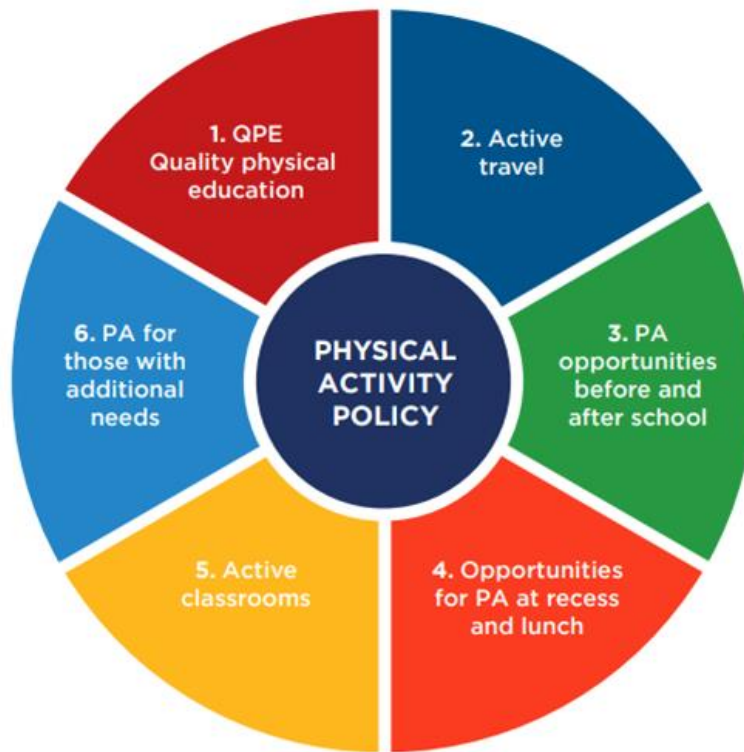 1. QPE
Quality physical
education
2. Active
travel
3. PA
opportunities
before and
after school
4. Opportunities
for PA at recess
and lunch
5. Active
classrooms
6. PA for
those with
additional
needs
PHYSICAL
ACTIVITY
POLICY